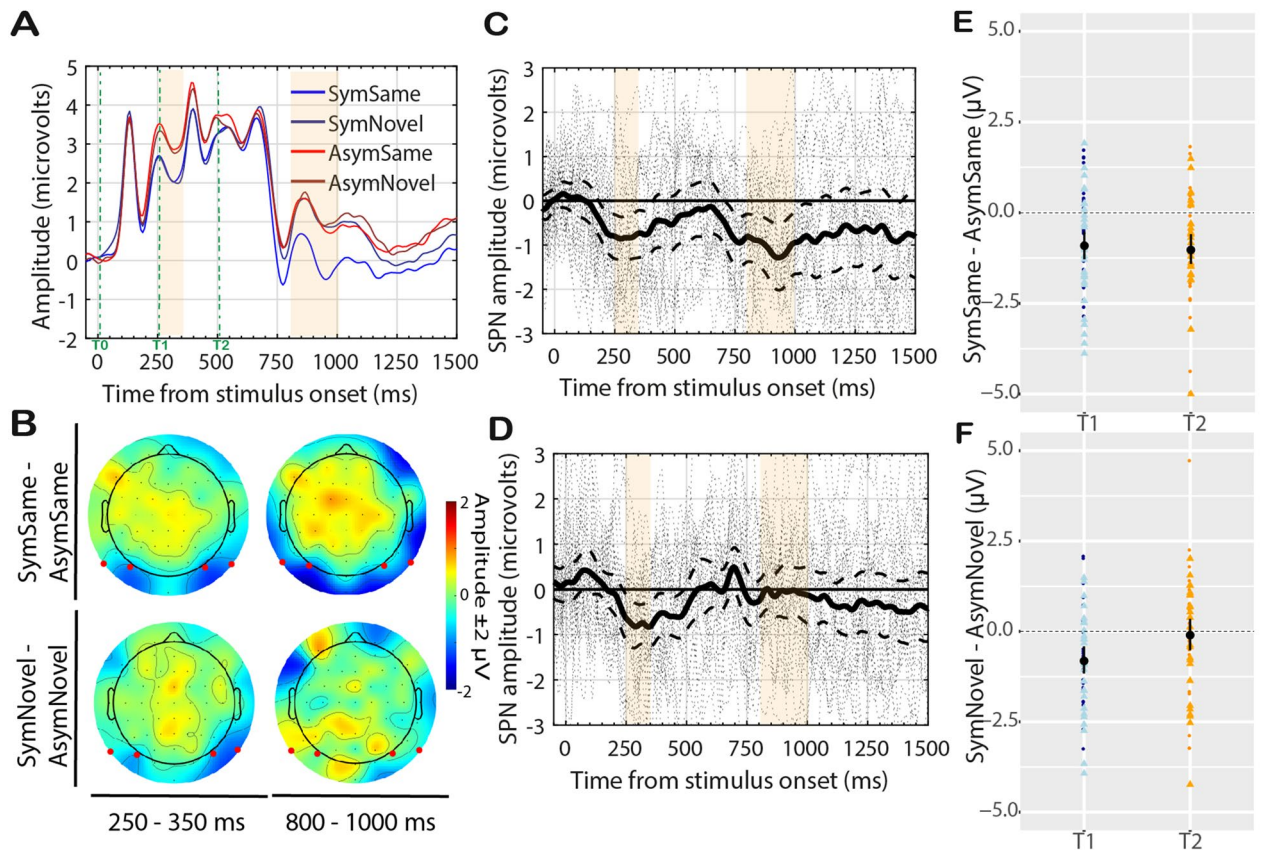 A
Amplitude (microvolts)
5
4
3
2
1
0
-1
-2
SymSame
SymNovel
AsymSame
AsymNovel
T0
T1
T2
0
250
500
750
1000
1500
Time from stimulus onset (ms)
B
SymSame -
AsymSame
SymNovel -
AsymNovel
2
0
-2
Amplitude ±2 µV
250 - 350 ms
800 - 1000 ms
C
SPN amplitude (microvolts)
3
2
1
0
-1
-2
-3
0
250
500
750
1000
1500
Time from stimulus onset (ms)
D
SPN amplitude (microvolts)
3
2
1
0
-1
-2
-3
0
250
500
750
1000
1500
Time from stimulus onset (ms)
E
SymSame - AsymSame (µV)
5.0
2.5
0.0
−2.5
−5.0
T1
T2
F
SymNovel - AsymNovel (µV)
5.0
2.5
0.0
−2.5
−5.0
T1
T2